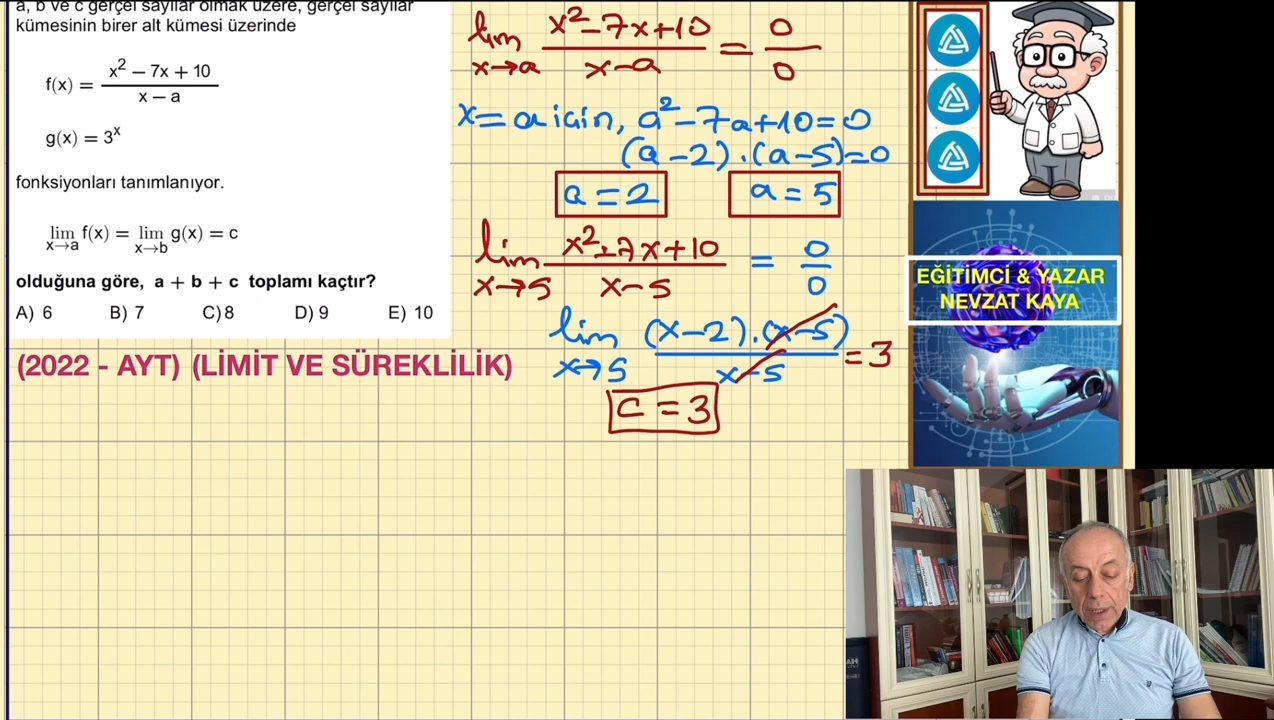 a, b ve c gerçel sayılar olmak üzere, gerçel sayılar
kümesinin birer alt kümesi üzerinde
f(x) = x² − 7x + 10 / x − a
g(x) = 3ˣ
fonksiyonları tanımlanıyor.
lim x→a f(x) = lim x→b g(x) = c
olduğuna göre, a + b + c toplamı kaçtır?
A) 6 B) 7 C) 8 D) 9 E) 10
(2022 - AYT) (LİMİT VE SÜREKLİLİK)
lim x→a x²−7x+10 / x−a = 0/0
x=a için, a²−7a+10=0
(a−2).(a−5)=0
a=2 a=5
lim x→5 x²−7x+10 / x−5 = 0/0
lim x→5 (x−2).(x−5) / x−5 = 3
c=3
EĞİTİMCİ & YAZAR
NEVZAT KAYA